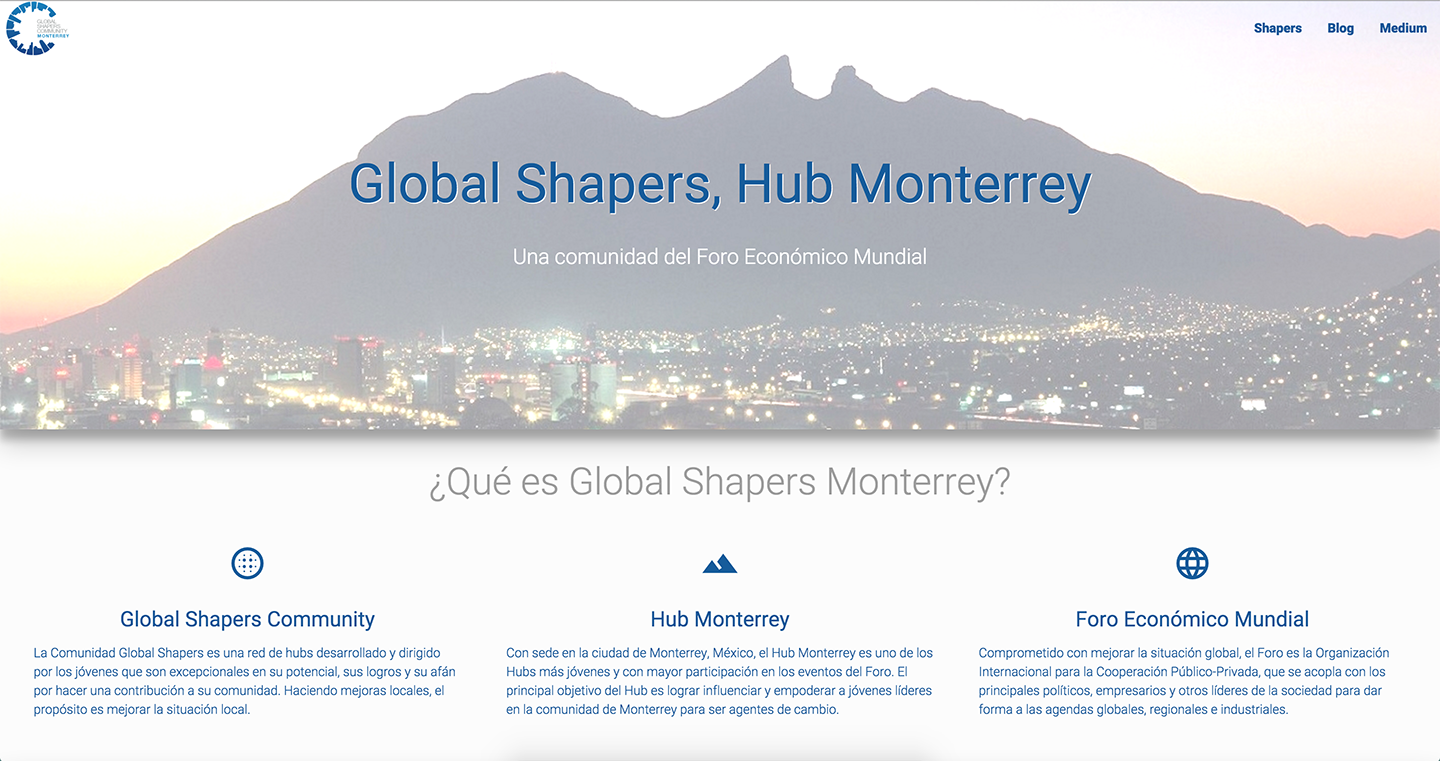 GLOBAL
SHAPERS
COMMUNITY
MONTERREY
Shapers Blog Medium
Global Shapers, Hub Monterrey
Una comunidad del Foro Económico Mundial
¿Qué es Global Shapers Monterrey?
Global Shapers Community
La Comunidad Global Shapers es una red de hubs desarrollado y dirigido
por los jóvenes que son excepcionales en su potencial, sus logros y su afán
por hacer una contribución a su comunidad. Haciendo mejoras locales, el
propósito es mejorar la situación local.
Hub Monterrey
Con sede en la ciudad de Monterrey, México, el Hub Monterrey es uno de los
Hubs más jóvenes y con mayor participación en los eventos del Foro. El
principal objetivo del Hub es lograr influenciar y empoderar a jóvenes líderes
en la comunidad de Monterrey para ser agentes de cambio.
Foro Económico Mundial
Comprometido con mejorar la situación global, el Foro es la Organización
Internacional para la Cooperación Público-Privada, que se acopla con los
principales políticos, empresarios y otros líderes de la sociedad para dar
forma a las agendas globales, regionales e industriales.